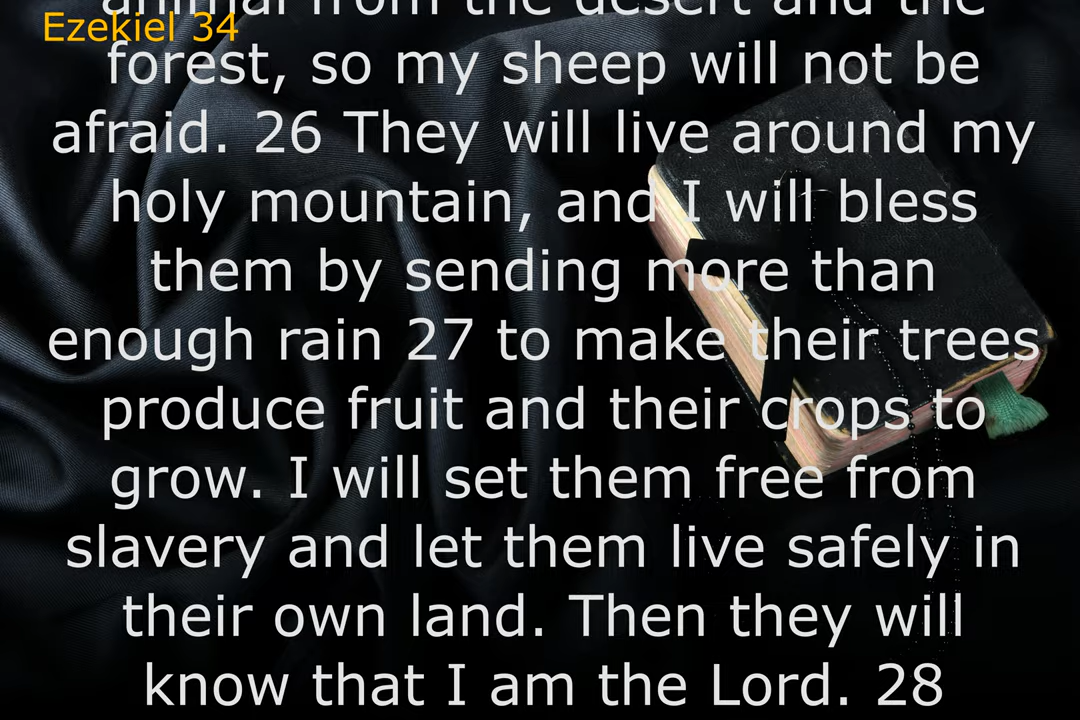 animal from the desert and the
Ezekiel 34
forest, so my sheep will not be
afraid. 26 They will live around my
holy mountain, and I will bless
them by sending more than
enough rain 27 to make their trees
produce fruit and their crops to
grow. I will set them free from
slavery and let them live safely in
their own land. Then they will
know that I am the Lord. 28